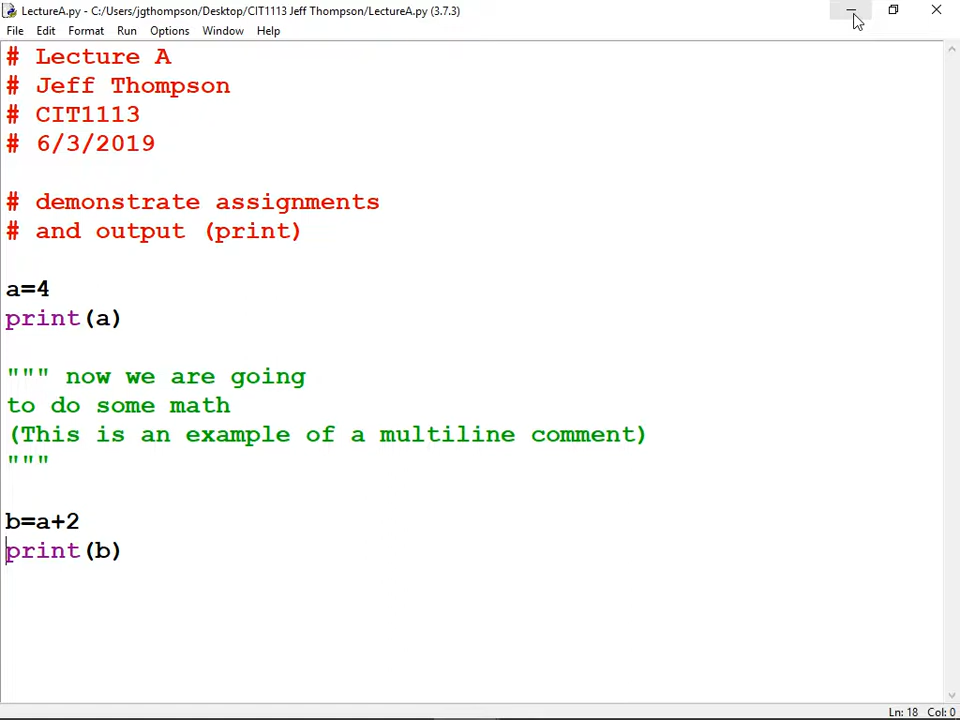 LectureA.py - C:/Users/jgthompson/Desktop/CIT1113 Jeff Thompson/LectureA.py (3.7.3)
File Edit Format Run Options Window Help
# Lecture A
# Jeff Thompson
# CIT1113
# 6/3/2019
# demonstrate assignments
# and output (print)
a=4
print(a)
""" now we are going
to do some math
(This is an example of a multiline comment)
"""
b=a+2
print(b)
Ln: 18 Col: 0